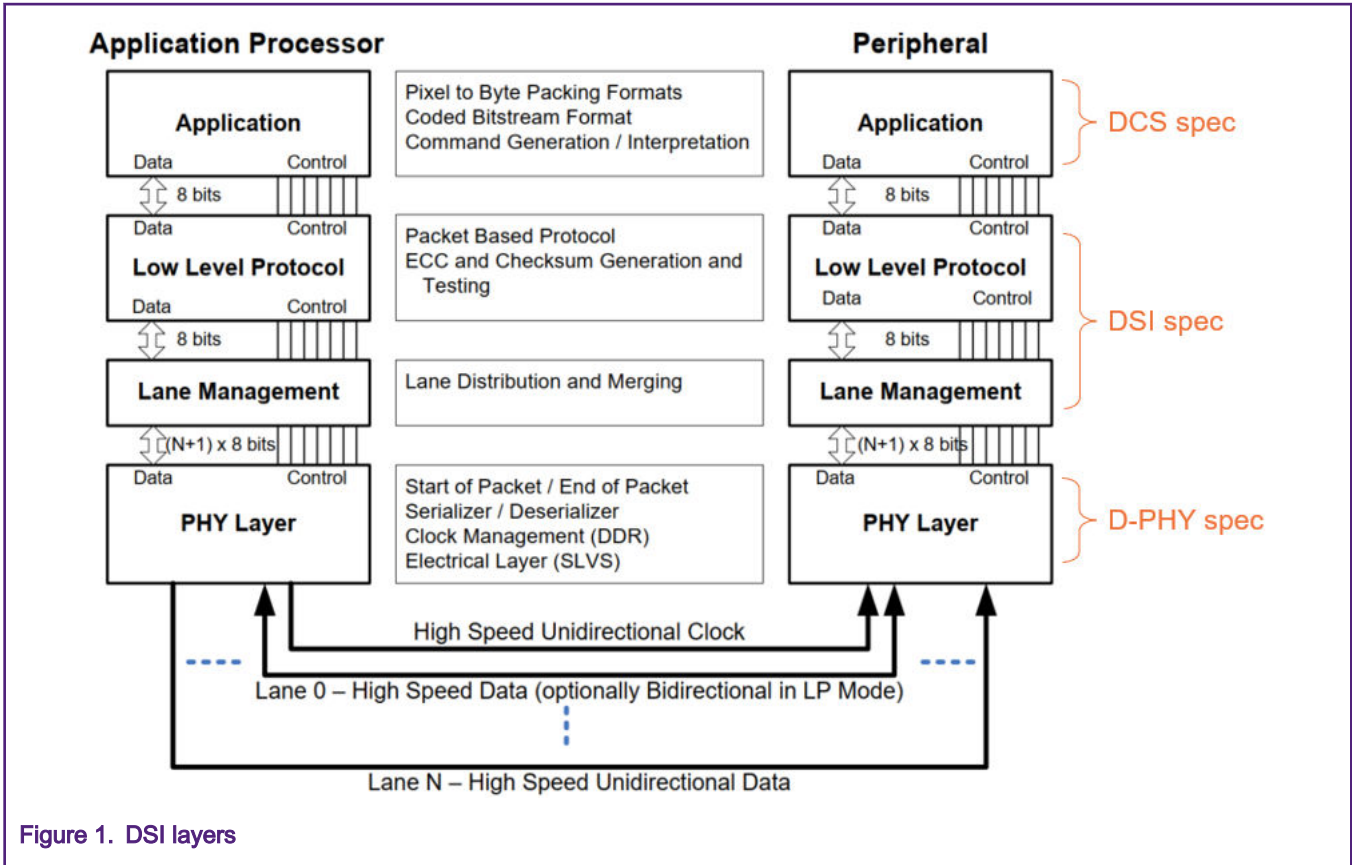 Application Processor
Peripheral
Application
Data Control
8 bits
Data Control
Low Level Protocol
Data Control
8 bits
Lane Management
(N+1) x 8 bits
Data Control
PHY Layer
Pixel to Byte Packing Formats
Coded Bitstream Format
Command Generation / Interpretation
Packet Based Protocol
ECC and Checksum Generation and
Testing
Lane Distribution and Merging
Start of Packet / End of Packet
Serializer / Deserializer
Clock Management (DDR)
Electrical Layer (SLVS)
Application
Data Control
8 bits
Data Control
Low Level Protocol
Data Control
8 bits
Lane Management
(N+1) x 8 bits
Data Control
PHY Layer
DCS spec
DSI spec
D-PHY spec
High Speed Unidirectional Clock
Lane 0 – High Speed Data (optionally Bidirectional in LP Mode)
Lane N – High Speed Unidirectional Data
Figure 1. DSI layers